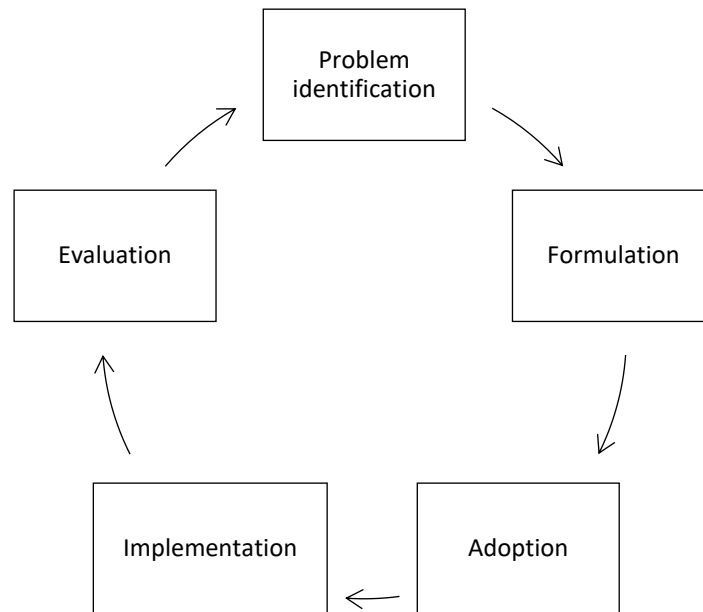 Problem
identification
Formulation
Adoption
Implementation
Evaluation